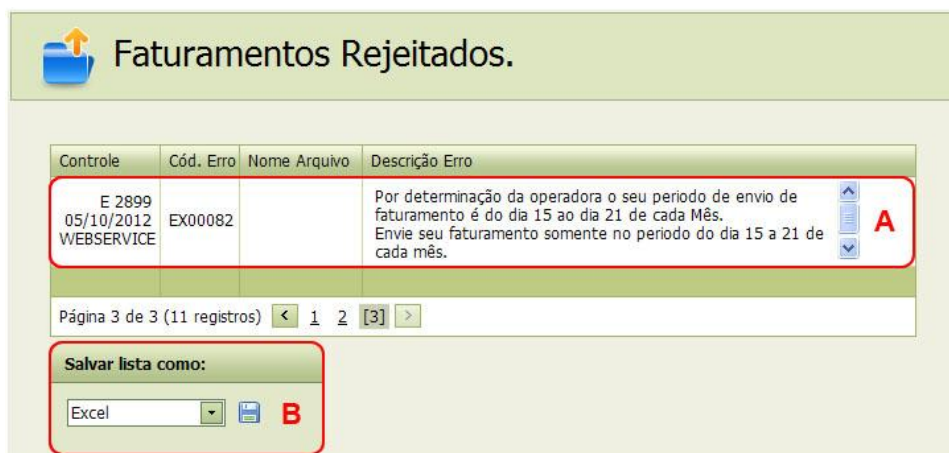 Faturamentos Rejeitados.
Controle Cód. Erro Nome Arquivo Descrição Erro
E 2899
05/10/2012
WEBSERVICE
EX00082
Por determinação da operadora o seu periodo de envio de
faturamento é do dia 15 ao dia 21 de cada Mês.
Envie seu faturamento somente no periodo do dia 15 a 21 de
cada mês.
A
Página 3 de 3 (11 registros) < 1 2 [3] >
Salvar lista como:
Excel
B